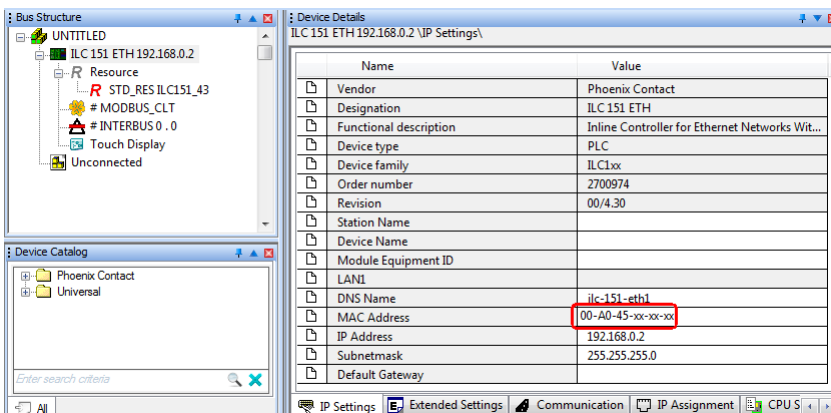 Bus Structure
UNTITLED
ILC 151 ETH 192.168.0.2
Resource
STD_RES ILC151_43
# MODBUS_CLT
# INTERBUS 0 . 0
Touch Display
Unconnected
Device Catalog
Phoenix Contact
Universal
Enter search criteria
All
Device Details
ILC 151 ETH 192.168.0.2 \IP Settings\
Name Value
Vendor Phoenix Contact
Designation ILC 151 ETH
Functional description Inline Controller for Ethernet Networks Wit...
Device type PLC
Device family ILC1xx
Order number 2700974
Revision 00/4.30
Station Name
Device Name
Module Equipment ID
LAN1
DNS Name ilc-151-eth1
MAC Address 00-A0-45-xx-xx-xx
IP Address 192.168.0.2
Subnetmask 255.255.255.0
Default Gateway
IP Settings Extended Settings Communication IP Assignment CPU S